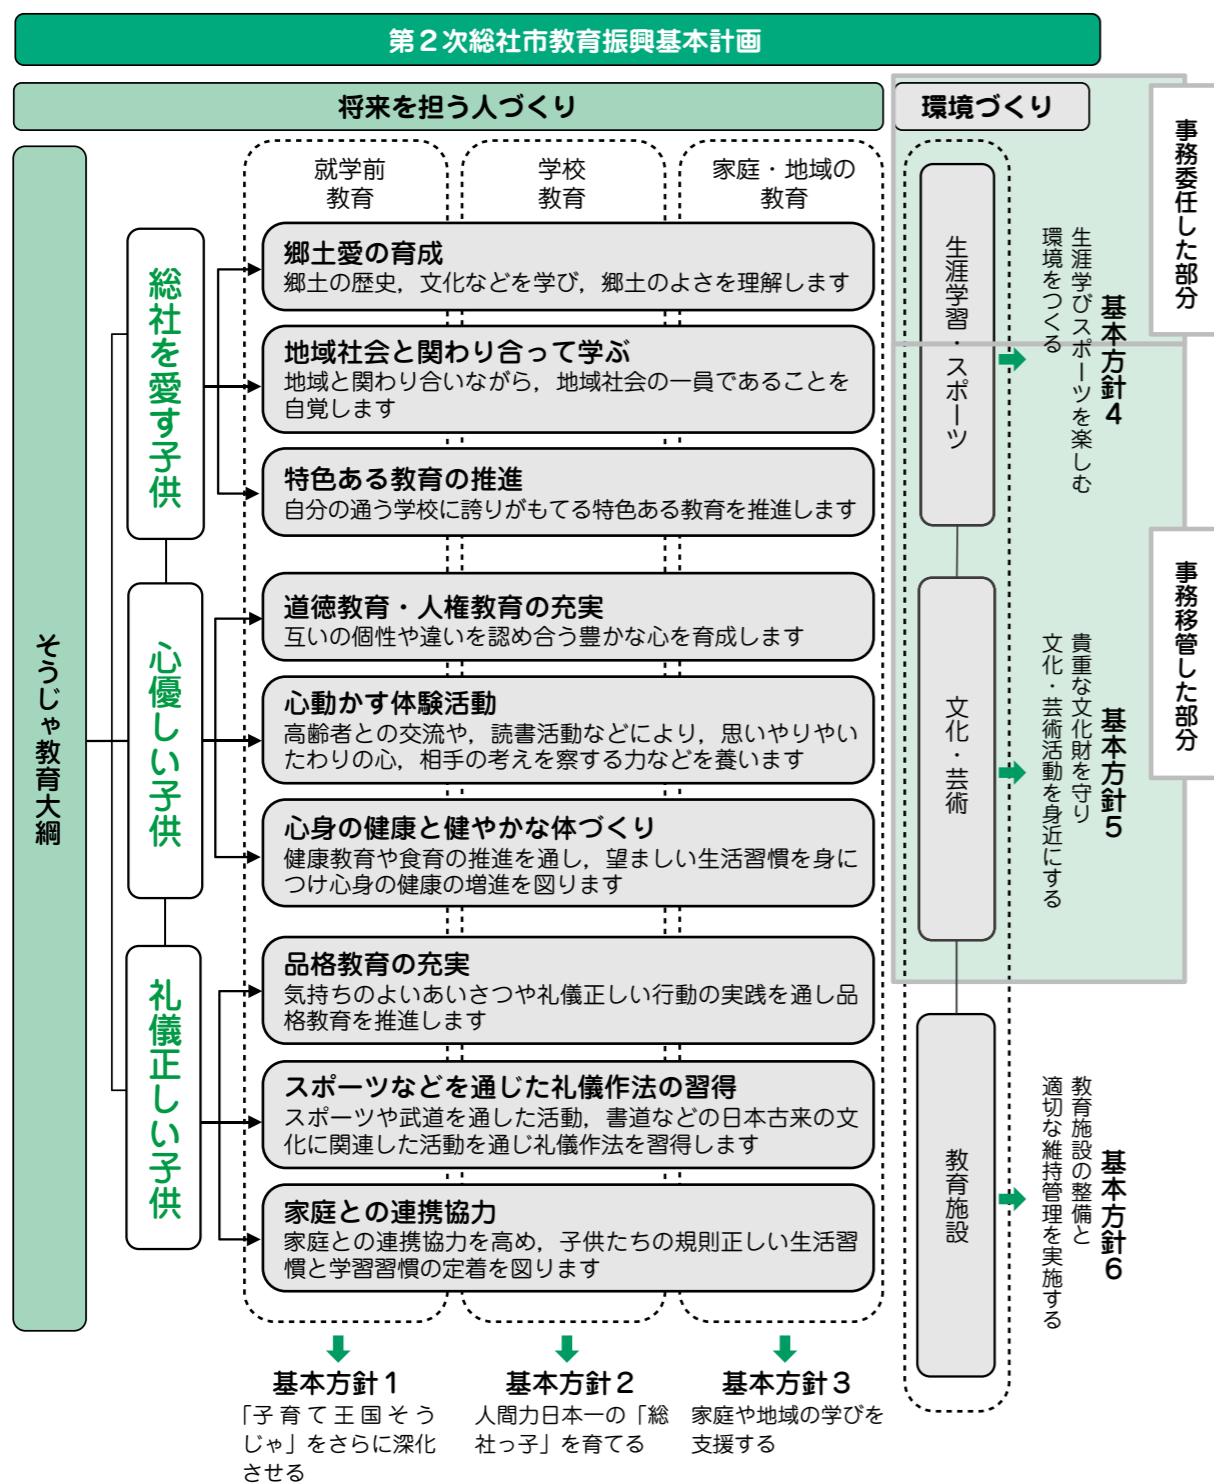 第２次総社市教育振興基本計画
将来を担う人づくり
環境づくり
事務委任した部分
事務移管した部分
そうじゃ教育大綱
就学前
教育
学校
教育
家庭・地域の
教育
総社を愛す子供
郷土愛の育成
郷土の歴史，文化などを学び，郷土のよさを理解します
地域社会と関わり合って学ぶ
地域と関わり合いながら，地域社会の一員であることを
自覚します
特色ある教育の推進
自分の通う学校に誇りがもてる特色ある教育を推進します
心優しい子供
道徳教育・人権教育の充実
互いの個性や違いを認め合う豊かな心を育成します
心動かす体験活動
高齢者との交流や，読書活動などにより，思いやりやい
たわりの心，相手の考えを察する力などを養います
心身の健康と健やかな体づくり
健康教育や食育の推進を通し，望ましい生活習慣を身に
つけ心身の健康の増進を図ります
礼儀正しい子供
品格教育の充実
気持ちのよいあいさつや礼儀正しい行動の実践を通し品
格教育を推進します
スポーツなどを通じた礼儀作法の習得
スポーツや武道を通した活動，書道などの日本古来の文
化に関連した活動を通じ礼儀作法を習得します
家庭との連携協力
家庭との連携協力を高め，子供たちの規則正しい生活習
慣と学習習慣の定着を図ります
基本方針１
「子育て王国そう
じゃ」をさらに深化
させる
基本方針２
人間力日本一の「総
社っ子」を育てる
基本方針３
家庭や地域の学びを
支援する
生涯学習・スポーツ
基本方針４
生涯学びスポーツを楽しむ
環境をつくる
文化・芸術
基本方針５
貴重な文化財を守り
文化・芸術活動を身近にする
教育施設
基本方針６
教育施設の整備と
適切な維持管理を実施する